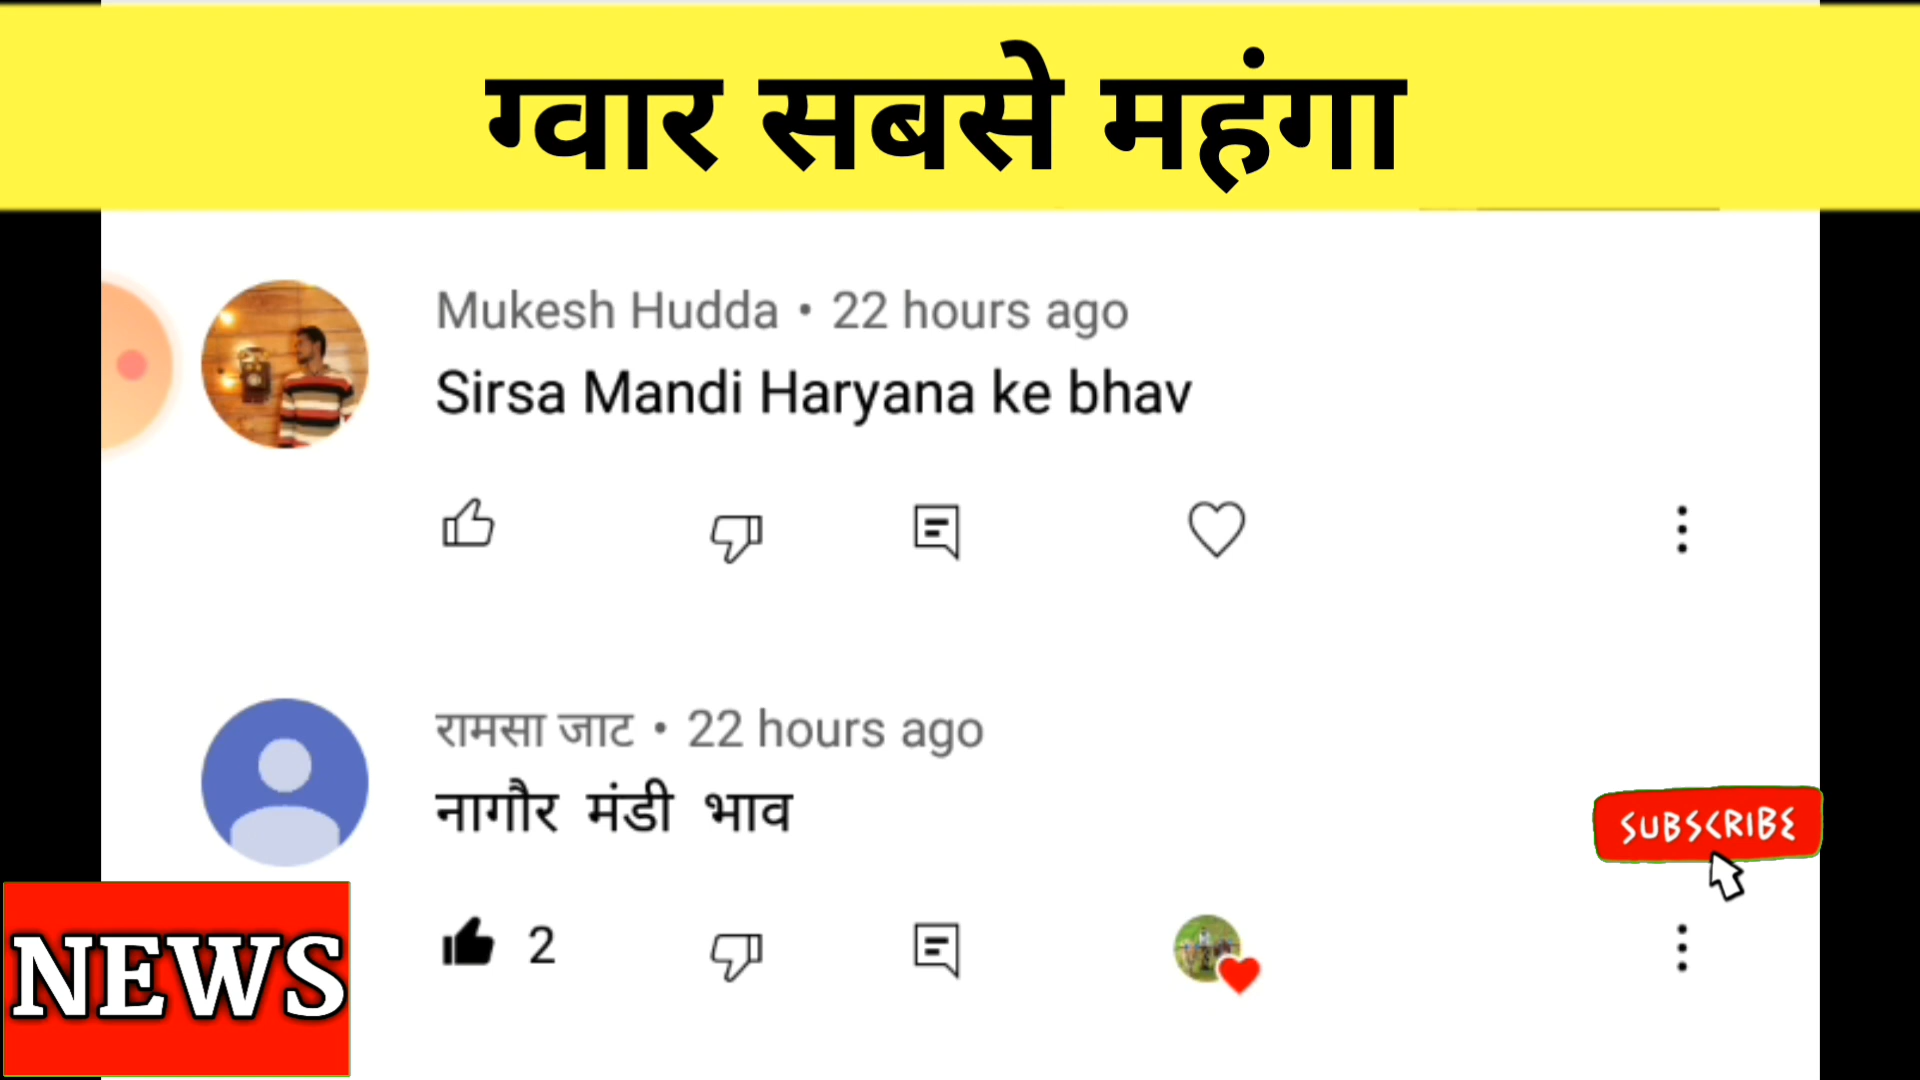 ग्वार सबसे महंगा
Mukesh Hudda • 22 hours ago
Sirsa Mandi Haryana ke bhav
रामसा जाट • 22 hours ago
नागौर मंडी भाव
SUBSCRIBE
2
NEWS